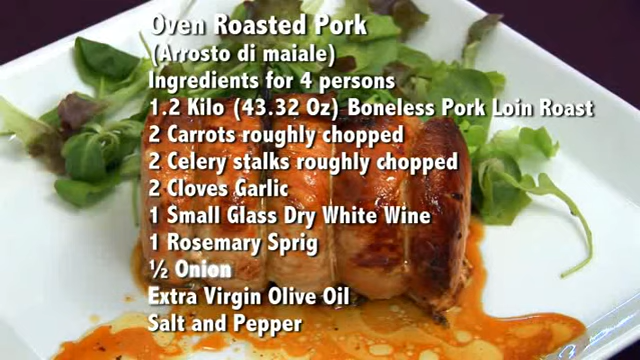 Oven Roasted Pork
(Arrosto di maiale)
Ingredients for 4 persons
1.2 Kilo (43.32 Oz) Boneless Pork Loin Roast
2 Carrots roughly chopped
2 Celery stalks roughly chopped
2 Cloves Garlic
1 Small Glass Dry White Wine
1 Rosemary Sprig
½ Onion
Extra Virgin Olive Oil
Salt and Pepper